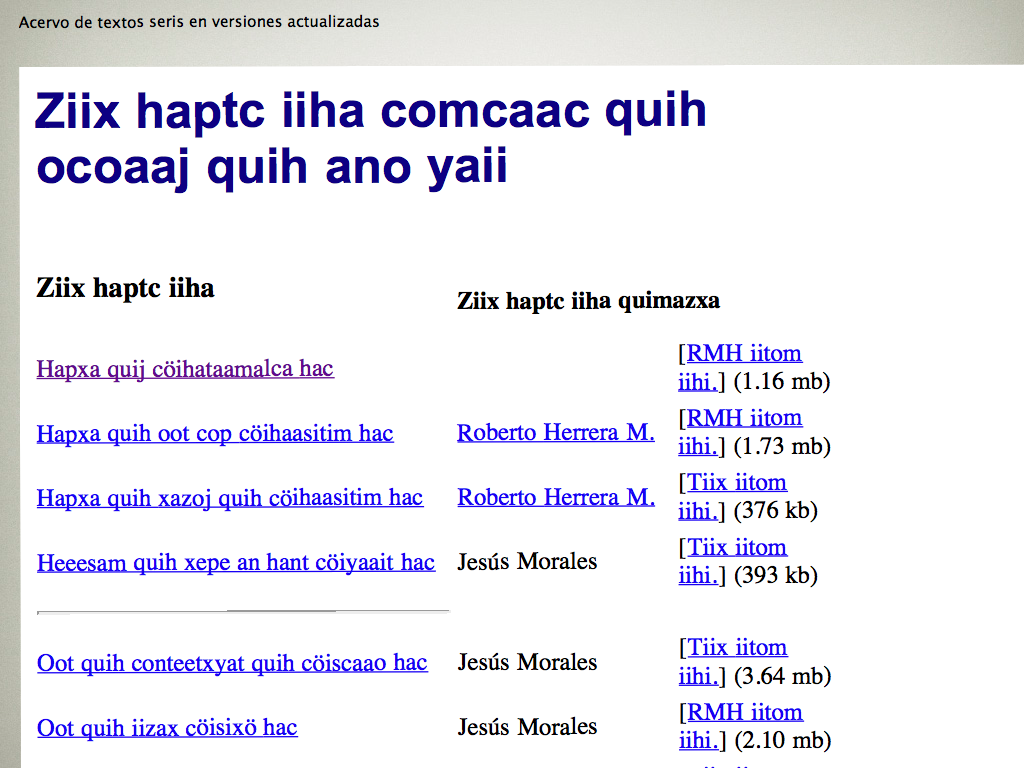 Acervo de textos seris en versiones actualizadas
Ziix haptc iiha comcaac quih
ocoaaj quih ano yaii
Ziix haptc iiha
Ziix haptc iiha quimazxa
Hapxa quij cöihataamalca hac
[RMH iitom
iihi.] (1.16 mb)
Hapxa quih oot cop cöihaasitim hac
Roberto Herrera M.
[RMH iitom
iihi.] (1.73 mb)
Hapxa quih xazoj quih cöihaasitim hac
Roberto Herrera M.
[Tiix iitom
iihi.] (376 kb)
Heeesam quih xepe an hant cöiyaait hac
Jesús Morales
[Tiix iitom
iihi.] (393 kb)
Oot quih conteetxyat quih cöiscaao hac
Jesús Morales
[Tiix iitom
iihi.] (3.64 mb)
Oot quih iizax cöisixö hac
Jesús Morales
[RMH iitom
iihi.] (2.10 mb)